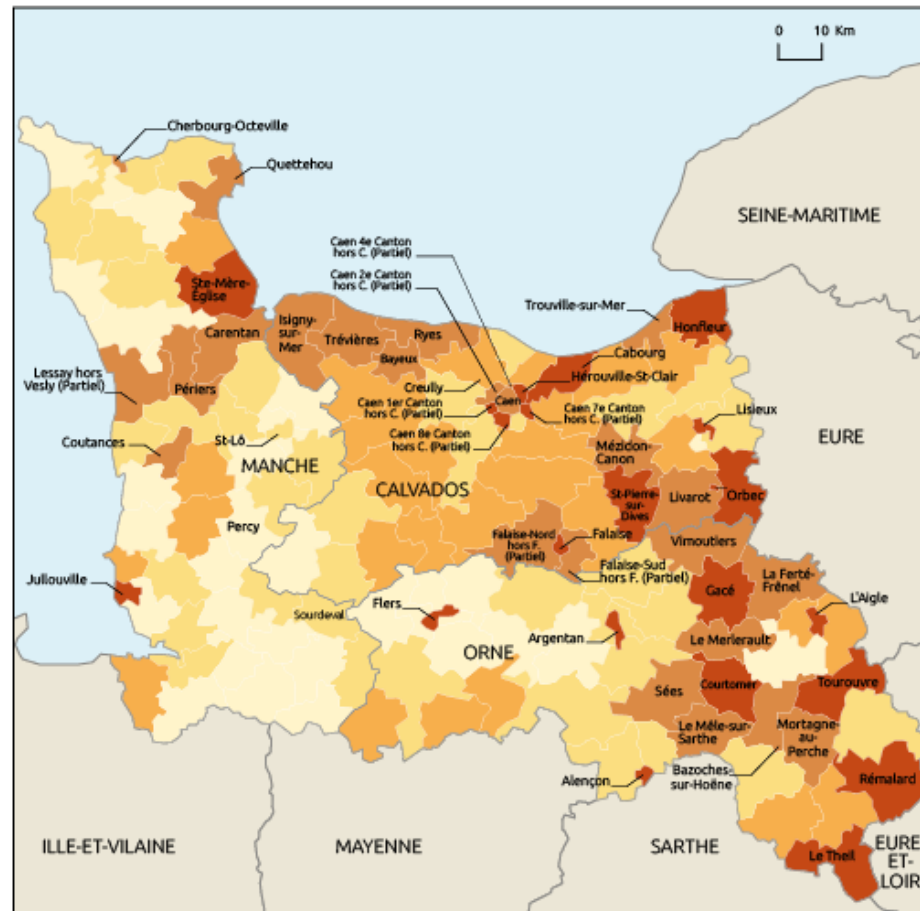 0 10 Km
Cherbourg-Octeville
Quettehou
SEINE-MARITIME
Caen 4e Canton
hors C. (Partiel)
Caen 2e Canton
hors C. (Partiel)
Ste-Mère-
Église
Trouville-sur-Mer
Honfleur
Isigny-
sur-
Mer
Carentan
Trévières
Ryes
Bayeux
Cabourg
Lessay hors
Vesly (Partiel)
Périers
Creully
Hérouville-St-Clair
Caen
Caen 1er Canton
hors C. (Partiel)
Caen 7e Canton
hors C. (Partiel)
Lisieux
Caen 8e Canton
hors C. (Partiel)
Coutances
St-Lô
MANCHE
EURE
Mézidon-
Canon
CALVADOS
St-Pierre-
sur-
Dives
Livarot
Orbec
Percy
Falaise-Nord
hors F.
(Partiel)
Falaise
Vimoutiers
Falaise-Sud
hors F. (Partiel)
Jullouville
La Ferté-
Frênel
Gacé
L'Aigle
Flers
Sourdeval
Argentan
ORNE
Le Merlerault
Sées
Courtomer
Tourouvre
Le Mêle-sur-
Sarthe
Mortagne-
au-
Perche
Alençon
Bazoches-
sur-Hoëne
Rémalard
ILLE-ET-VILAINE
MAYENNE
SARTHE
Le Theil
EURE
ET-
LOIR